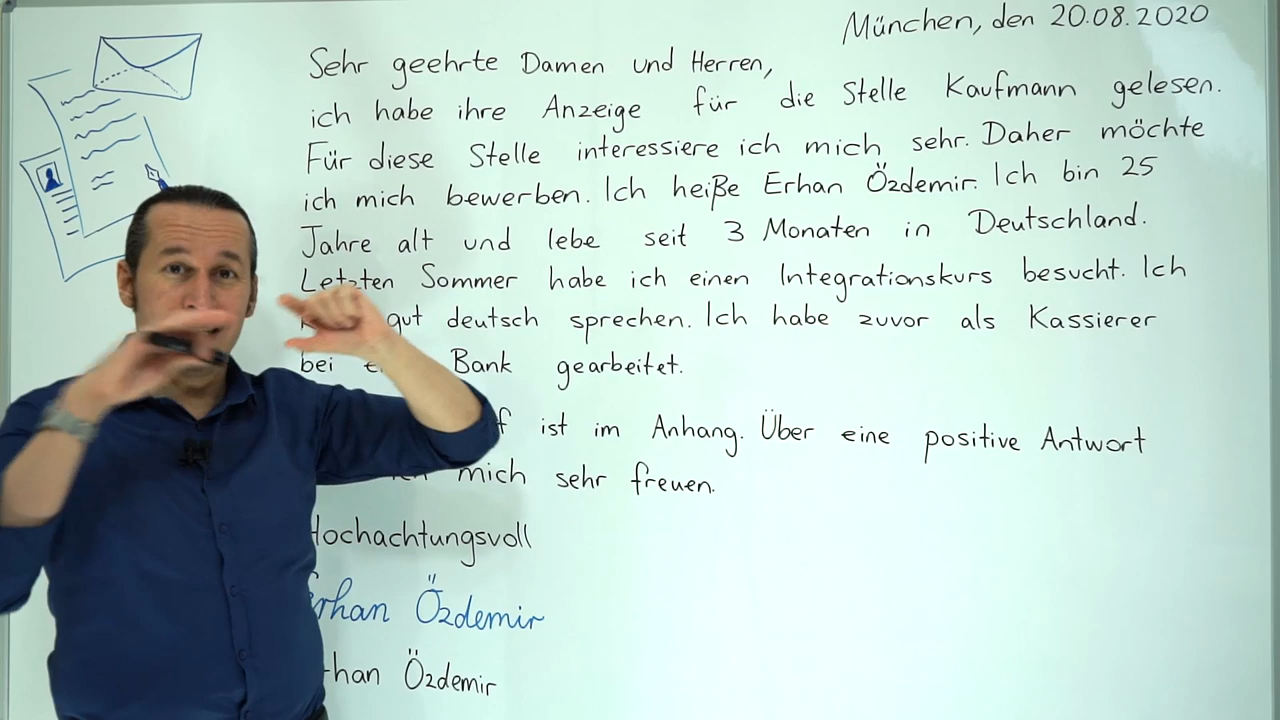 München, den 20.08.2020
Sehr geehrte Damen und Herren,
ich habe ihre Anzeige für die Stelle Kaufmann gelesen.
Für diese Stelle interessiere ich mich sehr. Daher möchte
ich mich bewerben. Ich heiße Erhan Özdemir. Ich bin 25
Jahre alt und lebe seit 3 Monaten in Deutschland.
Letzten Sommer habe ich einen Integrationskurs besucht. Ich
gut deutsch sprechen. Ich habe zuvor als Kassierer
bei Bank gearbeitet.
ist im Anhang. Über eine positive Antwort
mich sehr freuen.
Hochachtungsvoll
Erhan Özdemir
Erhan Özdemir